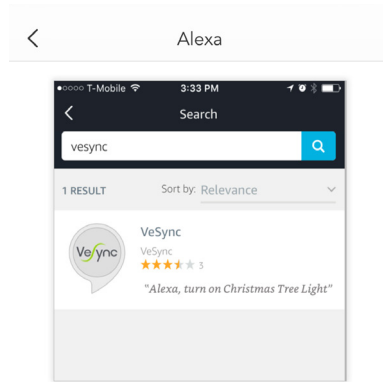 Alexa
T-Mobile 3:33 PM
Search
vesync
1 RESULT Sort by: Relevance
VeSync
VeSync
VeSync
3
"Alexa, turn on Christmas Tree Light"